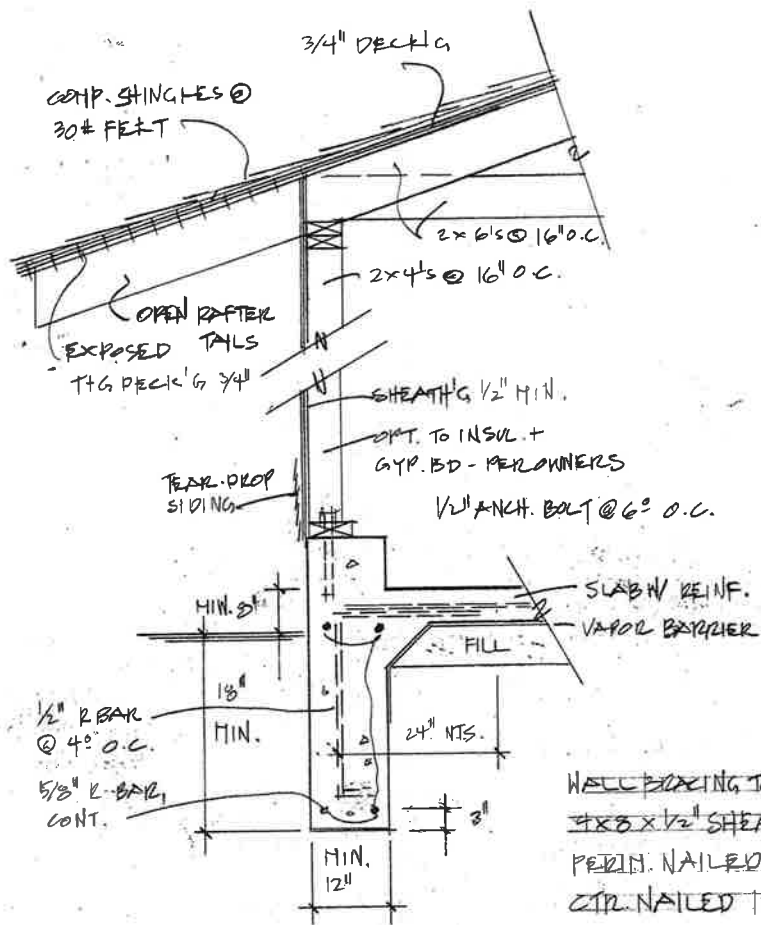 3/4" DECK'G
COMP. SHINGLES @
30# FELT
2x6's @ 16" O.C.
2x4's @ 16" O.C.
OPEN RAFTER
TAILS
EXPOSED
T+G DECK'G 3/4"
SHEATH'G 1/2" MIN.
OPT. TO INSUL. +
GYP. BD - PER OWNERS
TEAR-DROP
SIDING
1/2" ANCH. BOLT @ 6° O.C.
SLAB W/ REINF.
VAPOR BARRIER
MIN. 8"
FILL
18"
MIN.
1/2" R BAR
@ 4° O.C.
24" NTS.
5/8" R-BAR,
CONT.
3"
MIN.
12"
WALL BRACING
4x8 x 1/2" SHEA
PERIM. NAILED
CTR. NAILED